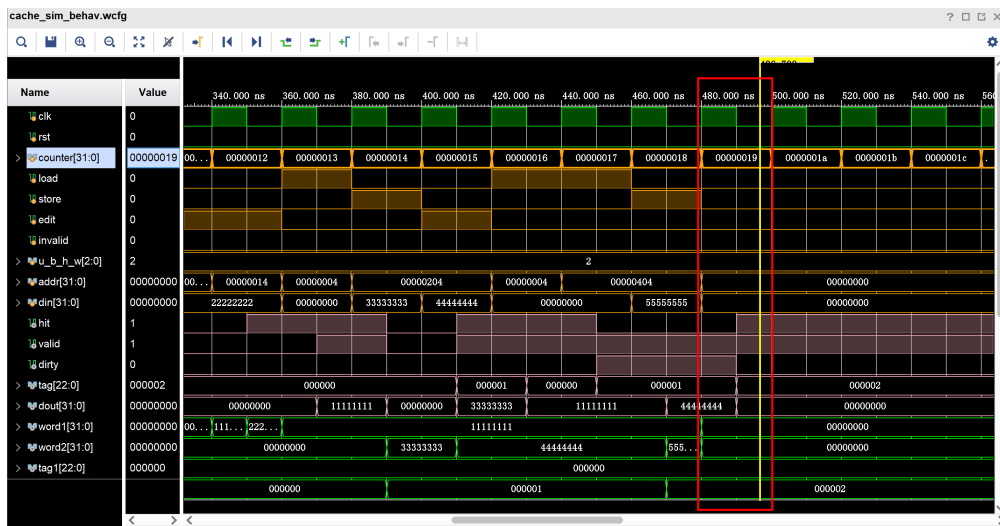 cache_sim_behav.wcfg
Name Value
340.000 ns 360.000 ns 380.000 ns 400.000 ns 420.000 ns 440.000 ns 460.000 ns 480.000 ns 500.000 ns 520.000 ns 540.000 ns 560
clk 0
rst 0
counter[31:0] 00000019 00... 00000012 00000013 00000014 00000015 00000016 00000017 00000018 00000019 0000001a 0000001b 0000001c
load 0
store 0
edit 0
invalid 0
u_b_h_w[2:0] 2 2
addr[31:0] 00000000 00... 00000014 00000004 00000204 00000004 00000404 00000000
din[31:0] 00000000 22222222 00000000 33333333 44444444 00000000 55555555 00000000
hit 1
valid 1
dirty 0
tag[22:0] 000002 000000 000001 000000 000001 000002
dout[31:0] 00000000 00000000 11111111 00000000 33333333 11111111 44444444 00000000
word1[31:0] 00000000 00... 111... 222... 11111111 00000000
word2[31:0] 00000000 00000000 33333333 44444444 555... 00000000
tag1[22:0] 000000 000000
000000 000001 000002